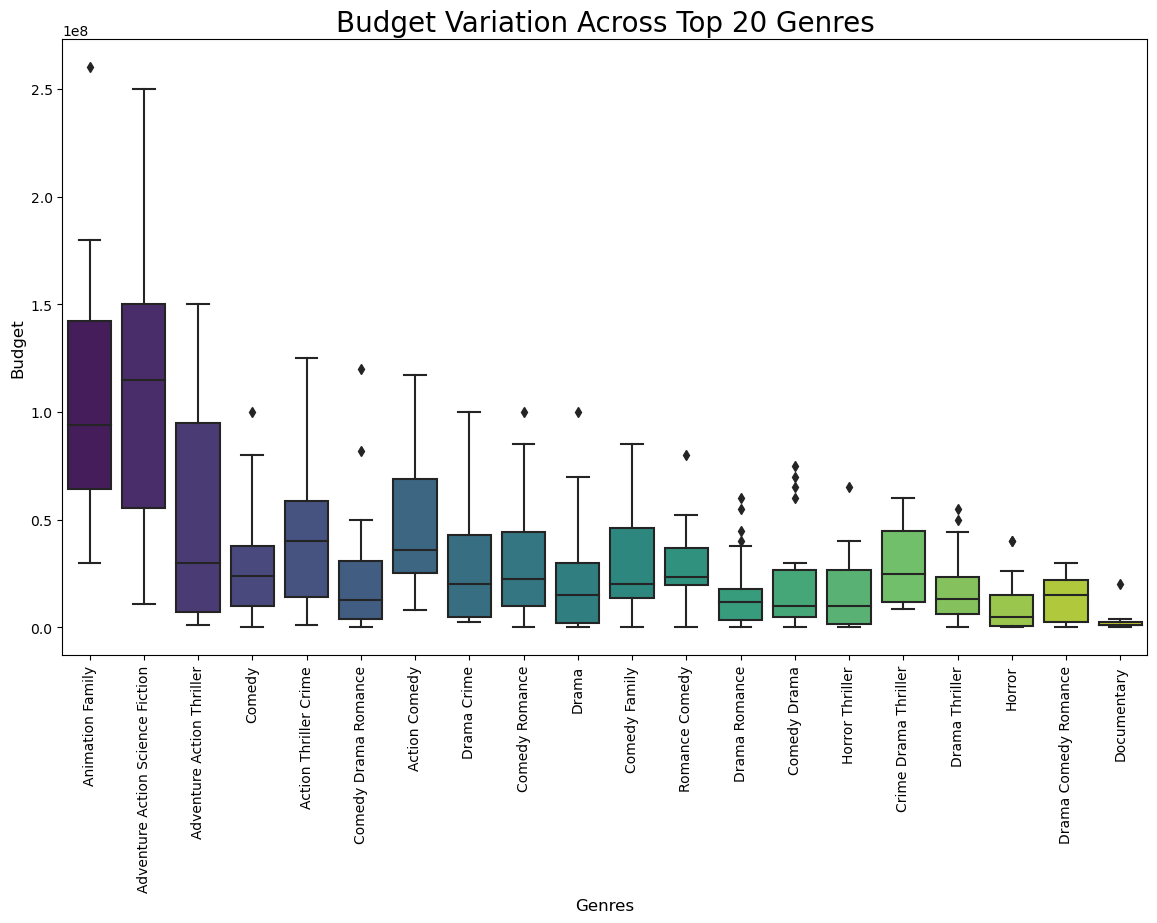 Budget Variation Across Top 20 Genres
1e8
2.5
2.0
1.5
1.0
0.5
0.0
Budget
Animation Family
Adventure Action Science Fiction
Adventure Action Thriller
Comedy
Action Thriller Crime
Comedy Drama Romance
Action Comedy
Drama Crime
Comedy Romance
Drama
Comedy Family
Romance Comedy
Drama Romance
Comedy Drama
Horror Thriller
Crime Drama Thriller
Drama Thriller
Horror
Drama Comedy Romance
Documentary
Genres